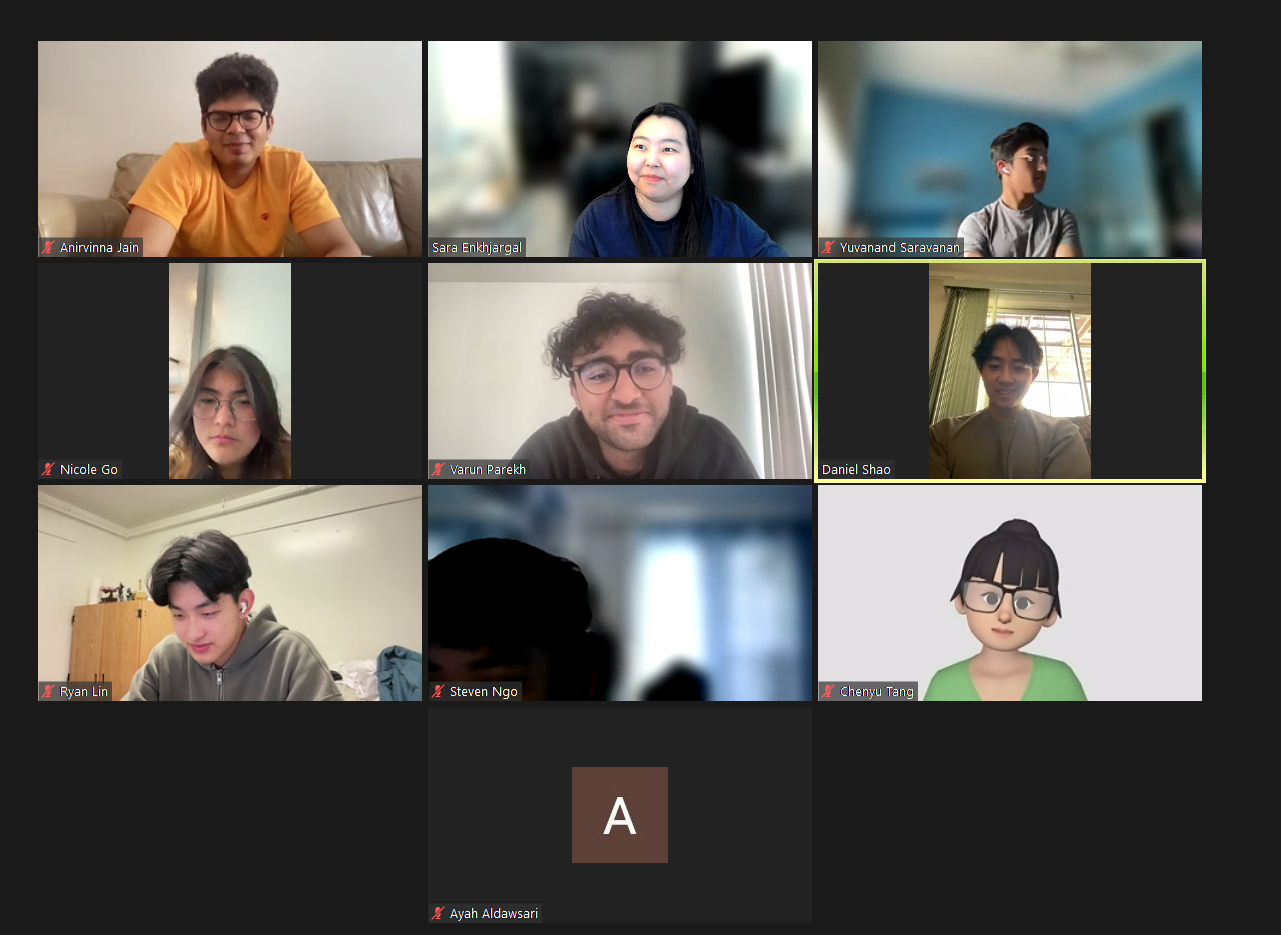 Anirvinna Jain
Sara Enkhjargal
Yuvanand Saravanan
Nicole Go
Varun Parekh
Daniel Shao
Ryan Lin
Steven Ngo
Chenyu Tang
A
Ayah Aldawsari